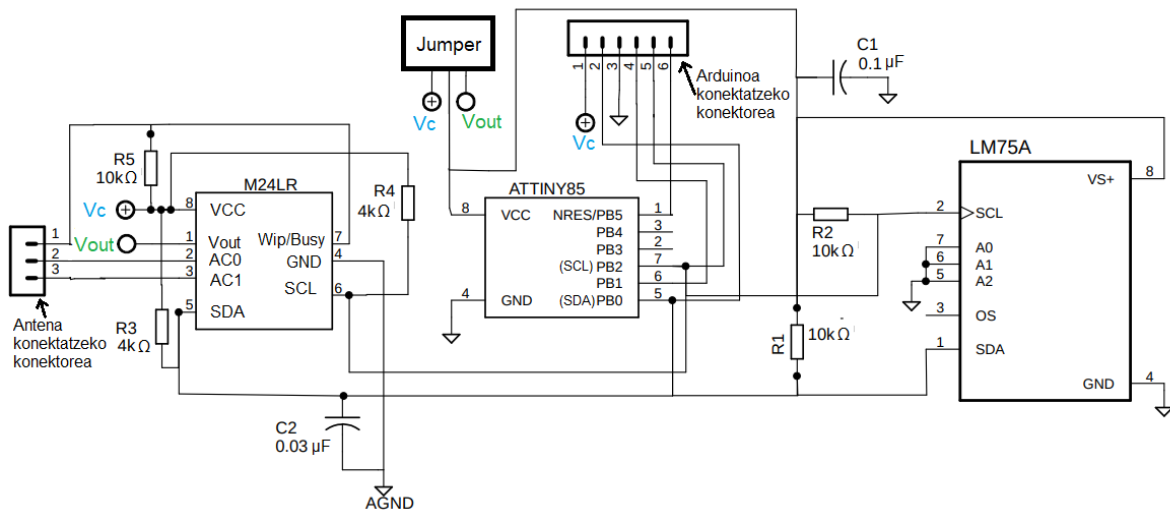 Jumper
Vc
Vout
1
2
3
4
5
6
Vc
Arduinoa
konektatzeko
konektorea
C1
0.1 µF
R5
10kΩ
Vc
Vout
1
2
3
Antena
konektatzeko
konektorea
R3
4kΩ
M24LR
8
VCC
1
Vout
2
AC0
3
AC1
5
SDA
Wip/Busy
7
GND
4
SCL
6
R4
4kΩ
C2
0.03 µF
AGND
ATTINY85
8
VCC
4
GND
NRES/PB5
1
PB4
3
PB3
2
(SCL) PB2
7
PB1
6
(SDA) PB0
5
R2
10kΩ
R1
10kΩ
LM75A
VS+
8
2
SCL
7
A0
6
A1
5
A2
3
OS
1
SDA
GND
4